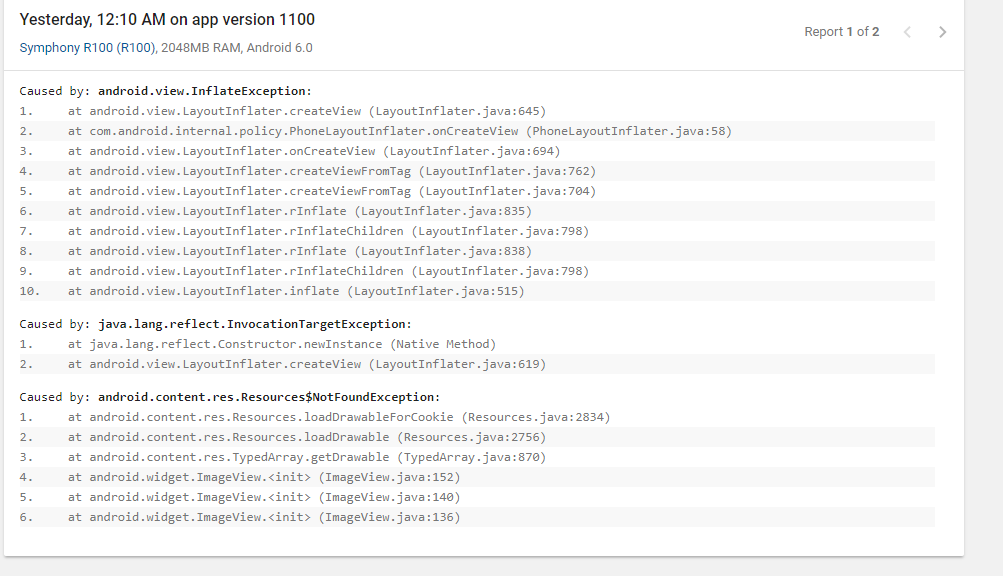 Yesterday, 12:10 AM on app version 1100
Symphony R100 (R100), 2048MB RAM, Android 6.0
Report 1 of 2
Caused by: android.view.InflateException:
1. at android.view.LayoutInflater.createView (LayoutInflater.java:645)
2. at com.android.internal.policy.PhoneLayoutInflater.onCreateView (PhoneLayoutInflater.java:58)
3. at android.view.LayoutInflater.onCreateView (LayoutInflater.java:694)
4. at android.view.LayoutInflater.createViewFromTag (LayoutInflater.java:762)
5. at android.view.LayoutInflater.createViewFromTag (LayoutInflater.java:704)
6. at android.view.LayoutInflater.rInflate (LayoutInflater.java:835)
7. at android.view.LayoutInflater.rInflateChildren (LayoutInflater.java:798)
8. at android.view.LayoutInflater.rInflate (LayoutInflater.java:838)
9. at android.view.LayoutInflater.rInflateChildren (LayoutInflater.java:798)
10. at android.view.LayoutInflater.inflate (LayoutInflater.java:515)
Caused by: java.lang.reflect.InvocationTargetException:
1. at java.lang.reflect.Constructor.newInstance (Native Method)
2. at android.view.LayoutInflater.createView (LayoutInflater.java:619)
Caused by: android.content.res.Resources$NotFoundException:
1. at android.content.res.Resources.loadDrawableForCookie (Resources.java:2834)
2. at android.content.res.Resources.loadDrawable (Resources.java:2756)
3. at android.content.res.TypedArray.getDrawable (TypedArray.java:870)
4. at android.widget.ImageView.<init> (ImageView.java:152)
5. at android.widget.ImageView.<init> (ImageView.java:140)
6. at android.widget.ImageView.<init> (ImageView.java:136)